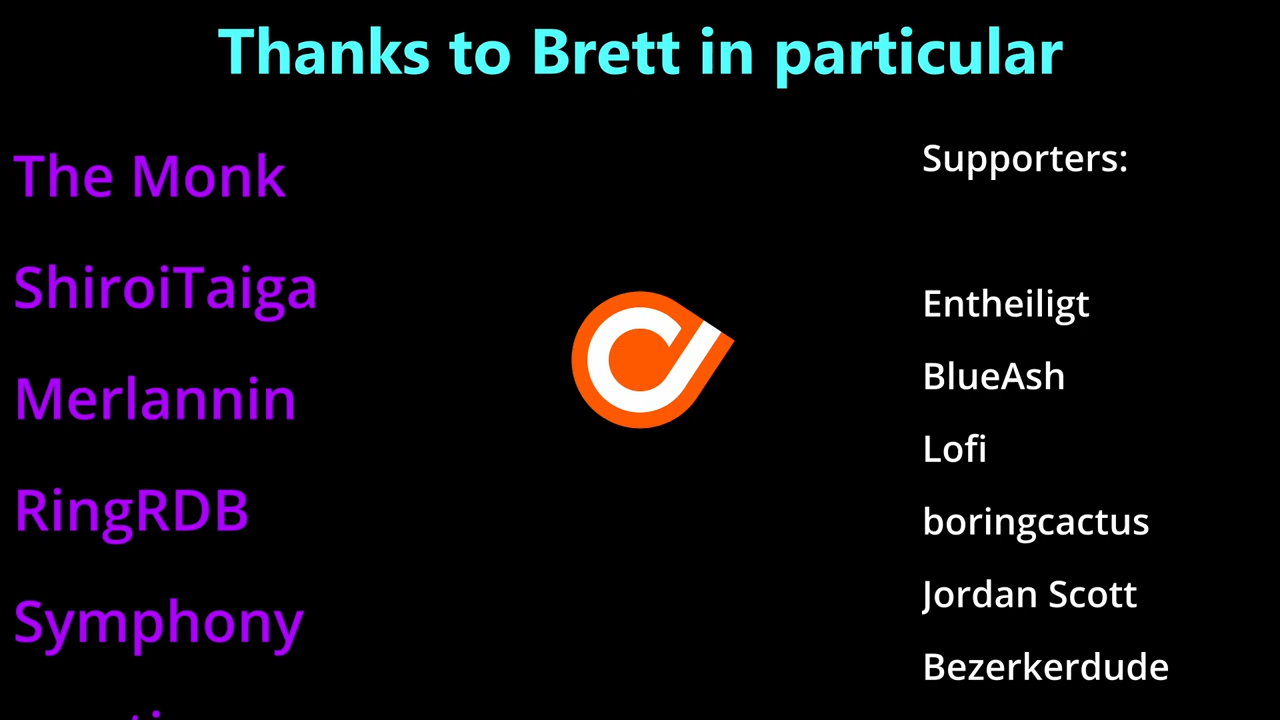 Thanks to Brett in particular
The Monk
ShiroiTaiga
Merlannin
RingRDB
Symphony
Supporters:
Entheiligt
BlueAsh
Lofi
boringcactus
Jordan Scott
Bezerkerdude